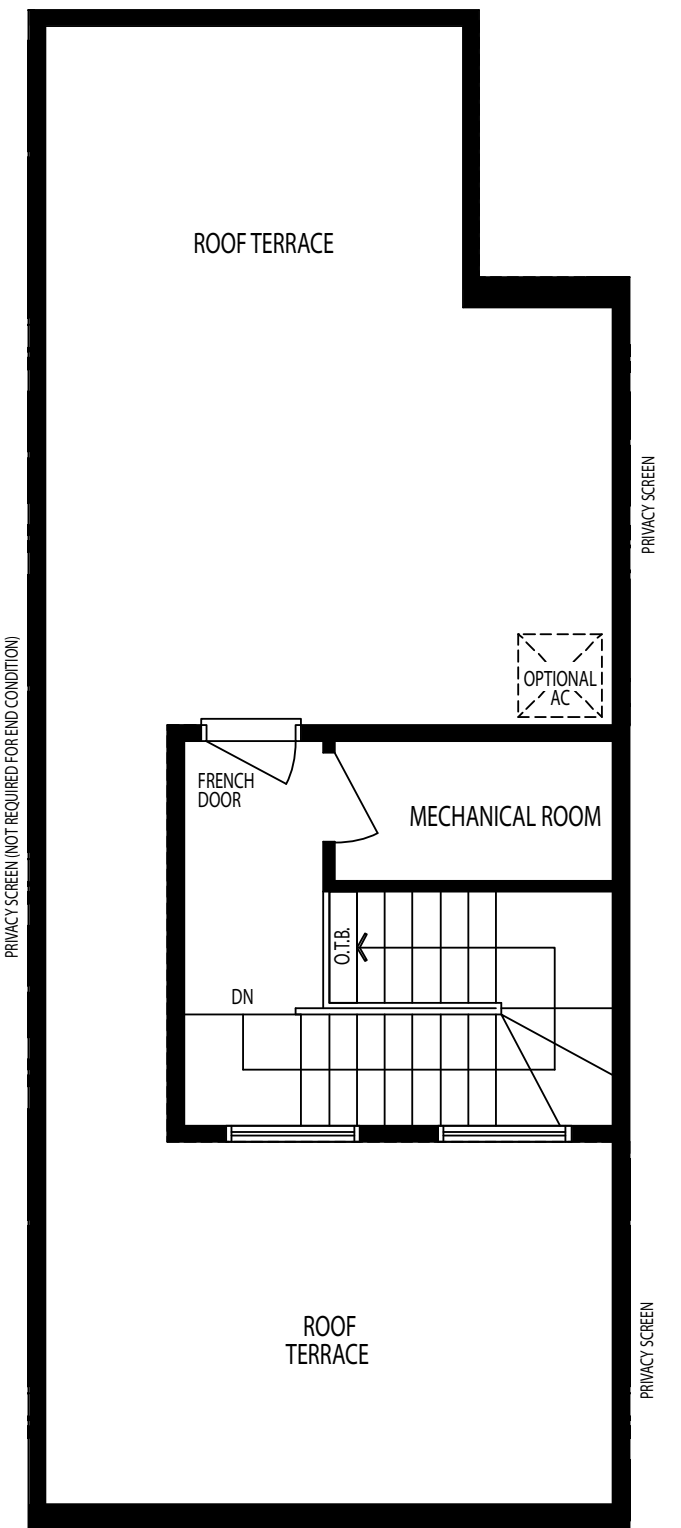 ROOF TERRACE
PRIVACY SCREEN
OPTIONAL
AC
PRIVACY SCREEN (NOT REQUIRED FOR END CONDITION)
FRENCH
DOOR
MECHANICAL ROOM
O.T.B.
DN
ROOF
TERRACE
PRIVACY SCREEN